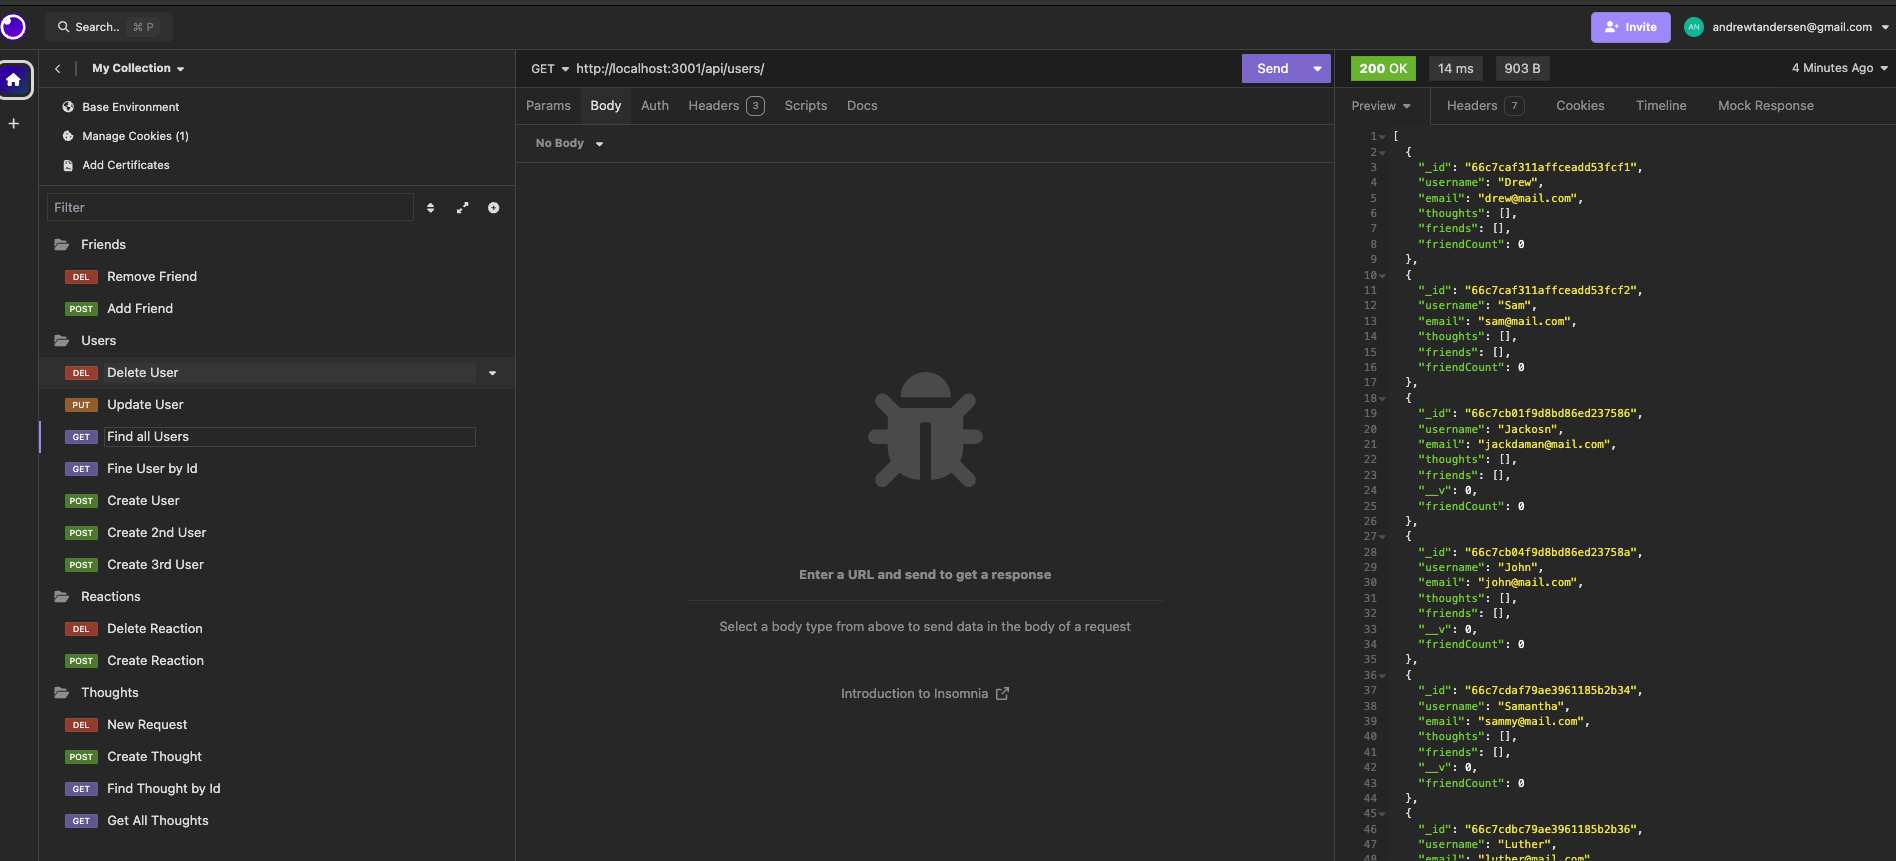 Search.. ⌘ P
Invite
AN andrewtandersen@gmail.com
My Collection
Base Environment
Manage Cookies (1)
Add Certificates
Filter
Friends
DEL Remove Friend
POST Add Friend
Users
DEL Delete User
PUT Update User
GET Find all Users
GET Fine User by Id
POST Create User
POST Create 2nd User
POST Create 3rd User
Reactions
DEL Delete Reaction
POST Create Reaction
Thoughts
DEL New Request
POST Create Thought
GET Find Thought by Id
GET Get All Thoughts
GET http://localhost:3001/api/users/
Send
Params Body Auth Headers 3 Scripts Docs
No Body
Enter a URL and send to get a response
Select a body type from above to send data in the body of a request
Introduction to Insomnia
200 OK 14 ms 903 B
4 Minutes Ago
Preview Headers 7 Cookies Timeline Mock Response
1 [
2 {
3 "_id": "66c7caf311affceadd53fcf1",
4 "username": "Drew",
5 "email": "drew@mail.com",
6 "thoughts": [],
7 "friends": [],
8 "friendCount": 0
9 },
10 {
11 "_id": "66c7caf311affceadd53fcf2",
12 "username": "Sam",
13 "email": "sam@mail.com",
14 "thoughts": [],
15 "friends": [],
16 "friendCount": 0
17 },
18 {
19 "_id": "66c7cb01f9d8bd86ed237586",
20 "username": "Jackosn",
21 "email": "jackdaman@mail.com",
22 "thoughts": [],
23 "friends": [],
24 "__v": 0,
25 "friendCount": 0
26 },
27 {
28 "_id": "66c7cb04f9d8bd86ed23758a",
29 "username": "John",
30 "email": "john@mail.com",
31 "thoughts": [],
32 "friends": [],
33 "__v": 0,
34 "friendCount": 0
35 },
36 {
37 "_id": "66c7cdaf79ae3961185b2b34",
38 "username": "Samantha",
39 "email": "sammy@mail.com",
40 "thoughts": [],
41 "friends": [],
42 "__v": 0,
43 "friendCount": 0
44 },
45 {
46 "_id": "66c7cdbc79ae3961185b2b36",
47 "username": "Luther",
48 "email": "luther@mail.com"